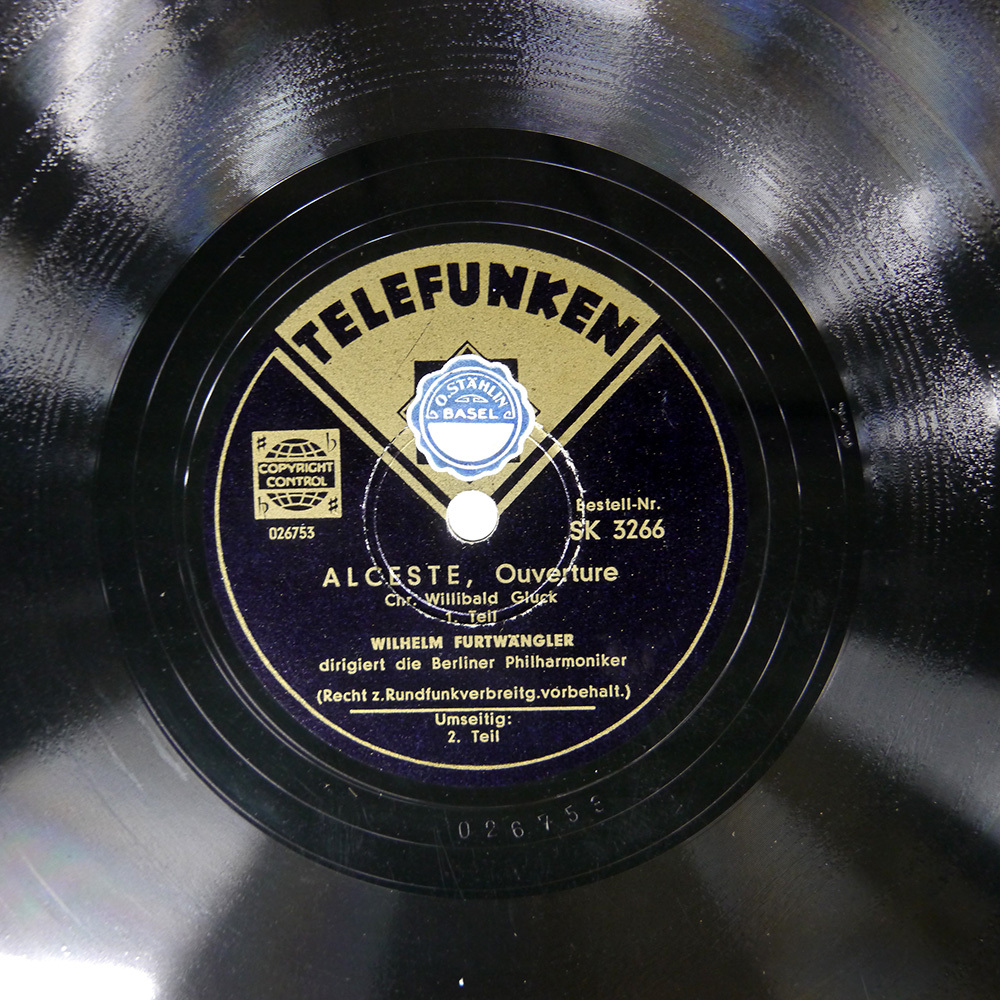 TELEFUNKEN
O. STÄHLIN
BASEL
COPYRIGHT
CONTROL
026753
Bestell-Nr.
SK 3266
ALCESTE, Ouverture
Chr. Willibald Gluck
1. Teil
WILHELM FURTWÄNGLER
dirigiert die Berliner Philharmoniker
(Recht z.Rundfunkverbreitg.vorbehalt.)
Umseitig:
2. Teil
026753